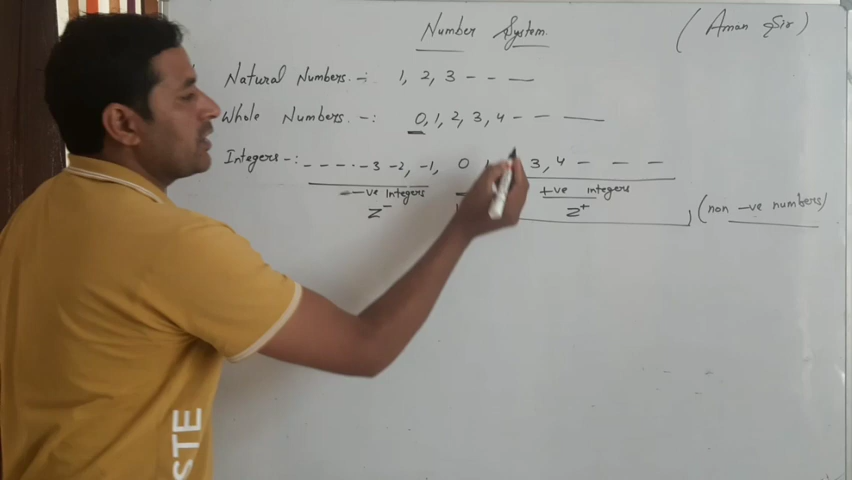 Number System (Aman Sir)
Natural Numbers -: 1, 2, 3 - - —
Whole Numbers -: 0, 1, 2, 3, 4 - - —
Integers -: - - - - -3 -2, -1, 0 1 3, 4 - - -
-ve Integers +ve integers
Z⁻ Z⁺ (non -ve numbers)
STE